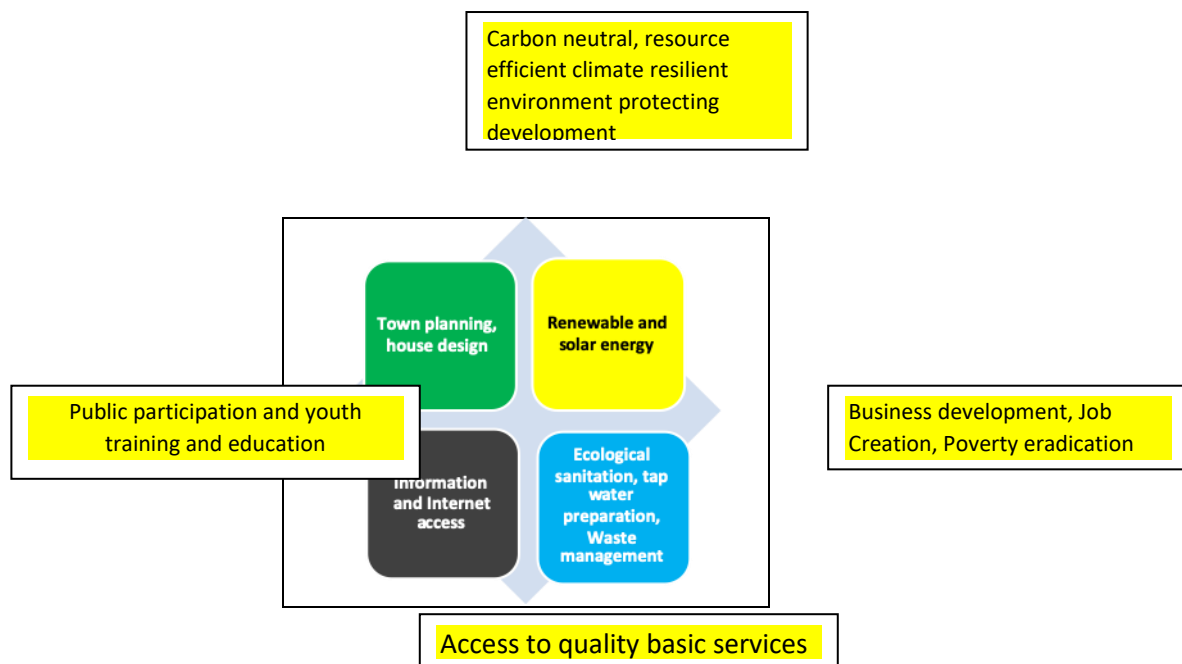 Carbon neutral, resource
efficient climate resilient
environment protecting
development
Town planning,
house design
Renewable and
solar energy
Public participation and youth
training and education
Business development, Job
Creation, Poverty eradication
Information
and Internet
access
Ecological
sanitation, tap
water
preparation,
Waste
management
Access to quality basic services